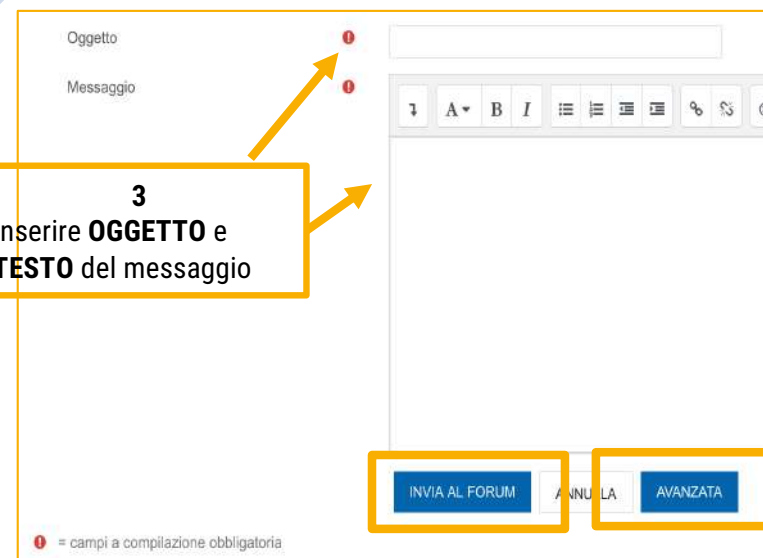 Oggetto
Messaggio
A B I
3
nserire OGGETTO e
TESTO del messaggio
INVIA AL FORUM ANNULLA AVANZATA
= campi a compilazione obbligatoria